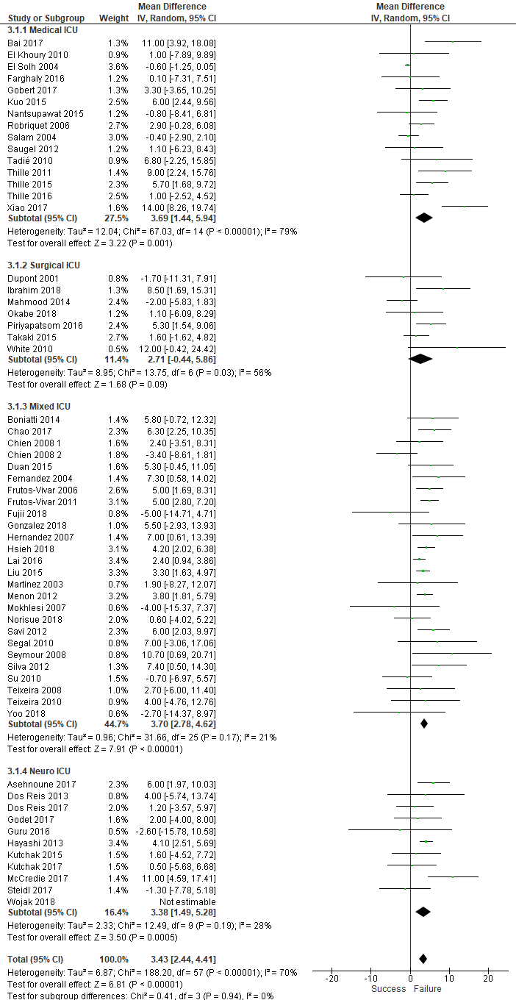 Mean Difference Mean Difference
Study or Subgroup Weight IV, Random, 95% CI IV, Random, 95% CI
3.1.1 Medical ICU
Bai 2017 1.3% 11.00 [3.92, 18.08]
El Khoury 2010 0.9% 1.00 [-7.89, 9.89]
El Solh 2004 3.6% -0.60 [-1.25, 0.05]
Farghaly 2016 1.2% 0.10 [-7.31, 7.51]
Gobert 2017 1.3% 3.30 [-3.65, 10.25]
Kuo 2015 2.5% 6.00 [2.44, 9.56]
Nantsupawat 2015 1.2% -0.80 [-8.41, 6.81]
Robriquet 2006 2.7% 2.90 [-0.28, 6.08]
Salam 2004 3.0% -0.40 [-2.90, 2.10]
Saugel 2012 1.2% 1.10 [-6.23, 8.43]
Tadié 2010 0.9% 6.80 [-2.25, 15.85]
Thille 2011 1.4% 9.00 [2.24, 15.76]
Thille 2015 2.3% 5.70 [1.68, 9.72]
Thille 2016 2.5% 1.00 [-2.52, 4.52]
Xiao 2017 1.6% 14.00 [8.26, 19.74]
Subtotal (95% CI) 27.5% 3.69 [1.44, 5.94]
Heterogeneity: Tau² = 12.04; Chi² = 67.03, df = 14 (P < 0.00001); I² = 79%
Test for overall effect: Z = 3.22 (P = 0.001)
3.1.2 Surgical ICU
Dupont 2001 0.8% -1.70 [-11.31, 7.91]
Ibrahim 2018 1.3% 8.50 [1.69, 15.31]
Mahmood 2014 2.4% -2.00 [-5.83, 1.83]
Okabe 2018 1.2% 1.10 [-6.09, 8.29]
Piriyapatsom 2016 2.4% 5.30 [1.54, 9.06]
Takaki 2015 2.7% 1.60 [-1.62, 4.82]
White 2010 0.5% 12.00 [-0.42, 24.42]
Subtotal (95% CI) 11.4% 2.71 [-0.44, 5.86]
Heterogeneity: Tau² = 8.95; Chi² = 13.75, df = 6 (P = 0.03); I² = 56%
Test for overall effect: Z = 1.68 (P = 0.09)
3.1.3 Mixed ICU
Boniatti 2014 1.4% 5.80 [-0.72, 12.32]
Chao 2017 2.3% 6.30 [2.25, 10.35]
Chien 2008 1 1.6% 2.40 [-3.51, 8.31]
Chien 2008 2 1.8% -3.40 [-8.61, 1.81]
Duan 2015 1.6% 5.30 [-0.45, 11.05]
Fernandez 2004 1.4% 7.30 [0.58, 14.02]
Frutos-Vivar 2006 2.6% 5.00 [1.69, 8.31]
Frutos-Vivar 2011 3.1% 5.00 [2.80, 7.20]
Fujii 2018 0.8% -5.00 [-14.71, 4.71]
Gonzalez 2018 1.0% 5.50 [-2.93, 13.93]
Hernandez 2007 1.4% 7.00 [0.61, 13.39]
Hsieh 2018 3.1% 4.20 [2.02, 6.38]
Lai 2016 3.4% 2.40 [0.94, 3.86]
Liu 2015 3.3% 3.30 [1.63, 4.97]
Martinez 2003 0.7% 1.90 [-8.27, 12.07]
Menon 2012 3.2% 3.80 [1.81, 5.79]
Mokhlesi 2007 0.6% -4.00 [-15.37, 7.37]
Norisue 2018 2.0% 0.60 [-4.02, 5.22]
Savi 2012 2.3% 6.00 [2.03, 9.97]
Segal 2010 0.8% 7.00 [-3.06, 17.06]
Seymour 2008 0.8% 10.70 [0.69, 20.71]
Silva 2012 1.3% 7.40 [0.50, 14.30]
Su 2010 1.5% -0.70 [-6.97, 5.57]
Teixeira 2008 1.0% 2.70 [-6.00, 11.40]
Teixeira 2010 0.9% 4.00 [-4.76, 12.76]
Yoo 2018 0.6% -2.70 [-14.37, 8.97]
Subtotal (95% CI) 44.7% 3.70 [2.78, 4.62]
Heterogeneity: Tau² = 0.96; Chi² = 31.66, df = 25 (P = 0.17); I² = 21%
Test for overall effect: Z = 7.91 (P < 0.00001)
3.1.4 Neuro ICU
Asehnoune 2017 2.3% 6.00 [1.97, 10.03]
Dos Reis 2013 0.8% 4.00 [-5.74, 13.74]
Dos Reis 2017 2.0% 1.20 [-3.57, 5.97]
Godet 2017 1.6% 2.00 [-4.00, 8.00]
Guru 2016 0.5% -2.60 [-15.78, 10.58]
Hayashi 2013 3.4% 4.10 [2.51, 5.69]
Kutchak 2015 1.5% 1.60 [-4.52, 7.72]
Kutchak 2017 1.5% 0.50 [-5.68, 6.68]
McCredie 2017 1.4% 11.00 [4.59, 17.41]
Steidl 2017 1.4% -1.30 [-7.78, 5.18]
Wojak 2018 Not estimable
Subtotal (95% CI) 16.4% 3.38 [1.49, 5.28]
Heterogeneity: Tau² = 2.33; Chi² = 12.49, df = 9 (P = 0.19); I² = 28%
Test for overall effect: Z = 3.50 (P = 0.0005)
Total (95% CI) 100.0% 3.43 [2.44, 4.41]
Heterogeneity: Tau² = 6.87; Chi² = 188.20, df = 57 (P < 0.00001); I² = 70%
Test for overall effect: Z = 6.81 (P < 0.00001)
Test for subgroup differences: Chi² = 0.41, df = 3 (P = 0.94), I² = 0%
-20 -10 0 10 20
Success Failure